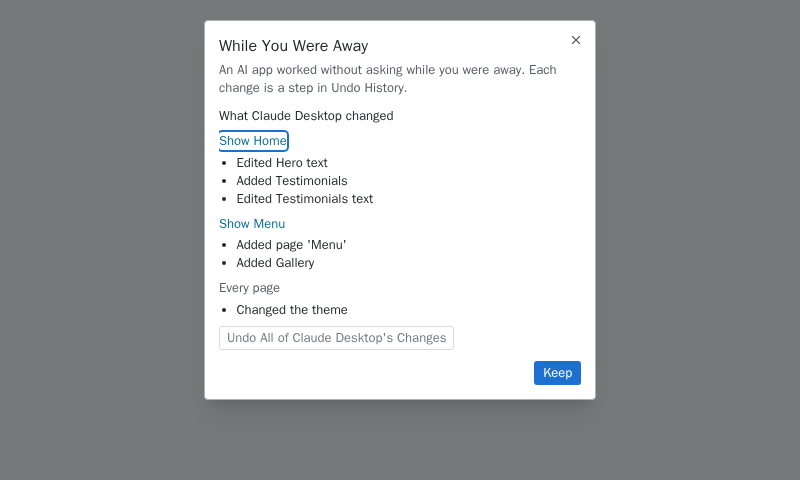 While You Were Away
An AI app worked without asking while you were away. Each
change is a step in Undo History.
What Claude Desktop changed
Show Home
• Edited Hero text
• Added Testimonials
• Edited Testimonials text
Show Menu
• Added page 'Menu'
• Added Gallery
Every page
• Changed the theme
Undo All of Claude Desktop's Changes
Keep